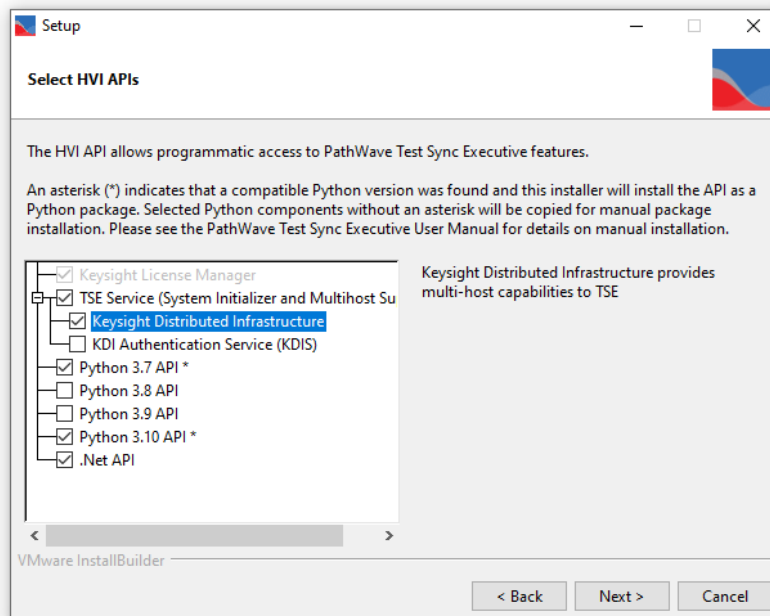 Setup
Select HVI APIs
The HVI API allows programmatic access to PathWave Test Sync Executive features.
An asterisk (*) indicates that a compatible Python version was found and this installer will install the API as a
Python package. Selected Python components without an asterisk will be copied for manual package
installation. Please see the PathWave Test Sync Executive User Manual for details on manual installation.
Keysight License Manager
TSE Service (System Initializer and Multihost Su
Keysight Distributed Infrastructure
KDI Authentication Service (KDIS)
Python 3.7 API *
Python 3.8 API
Python 3.9 API
Python 3.10 API *
.Net API
Keysight Distributed Infrastructure provides
multi-host capabilities to TSE
VMware InstallBuilder
< Back
Next >
Cancel